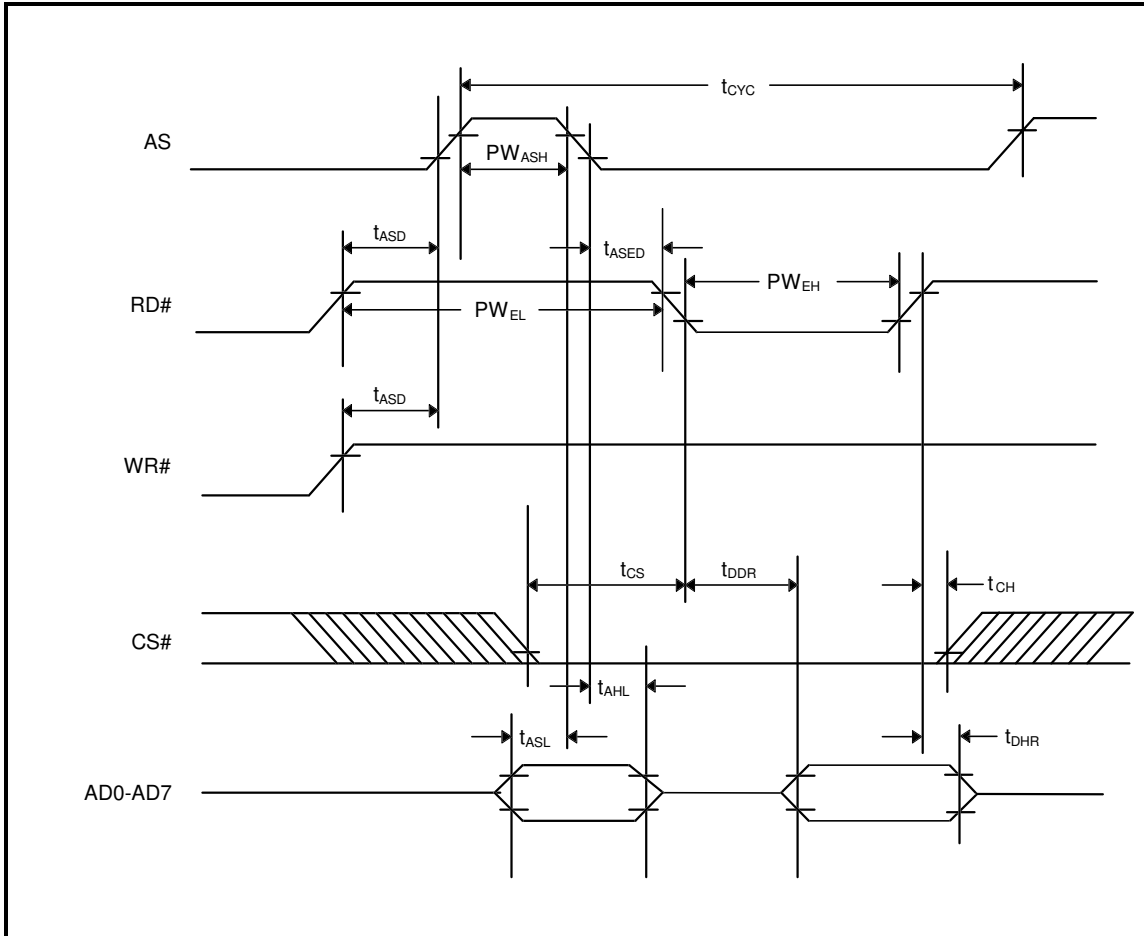 tCYC
AS
PWASH
tASD
tASED
PWEH
RD#
PWEL
tASD
WR#
tCS
tDDR
tCH
CS#
tAHL
tASL
tDHR
AD0-AD7